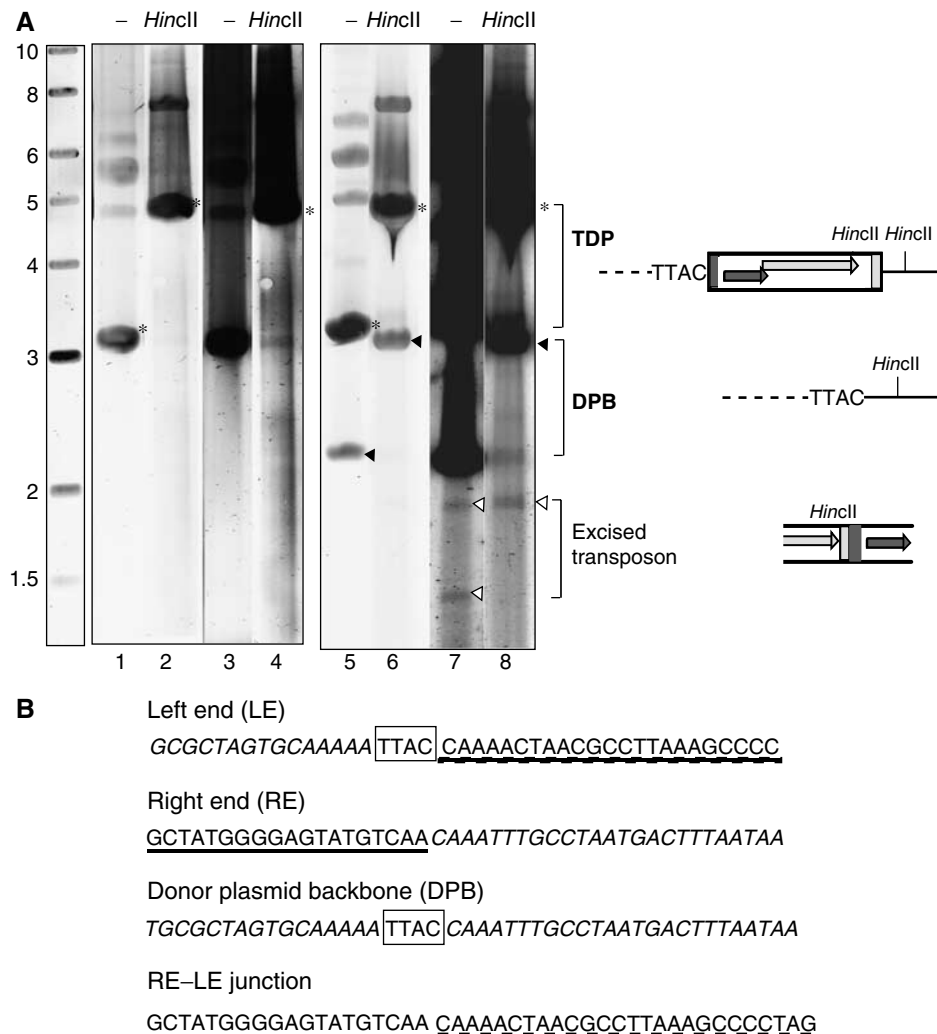 A
– HincII – HincII
– HincII – HincII
10
8
6
5
4
3
2
1.5
*
*
*
*
*
*
TDP
DPB
Excised
transposon
HincII HincII
TTAC
HincII
TTAC
HincII
1 2 3 4 5 6 7 8
B
Left end (LE)
GCGCTAGTGCAAAAA TTAC CAAAACTAACGCCTTAAAGCCCC
Right end (RE)
GCTATGGGGAGTATGTCAA CAAATTTGCCTAATGACTTTAATAA
Donor plasmid backbone (DPB)
TGCGCTAGTGCAAAAA TTAC CAAATTTGCCTAATGACTTTAATAA
RE–LE junction
GCTATGGGGAGTATGTCAA CAAAACTAACGCCTTAAAGCCCCTAG